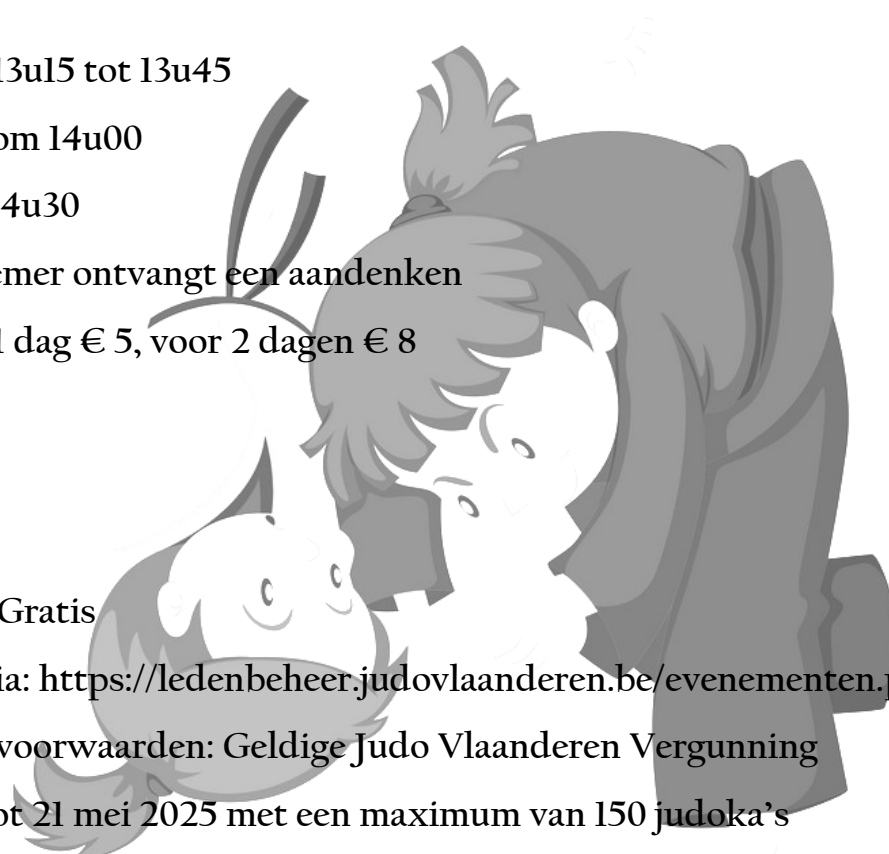 13u15 tot 13u45
om 14u00
4u30
emer ontvangt een aandenken
1 dag € 5, voor 2 dagen € 8
Gratis
ia: https://ledenbeheer.judovlaanderen.be/evenementen.p
voorwaarden: Geldige Judo Vlaanderen Vergunning
ot 21 mei 2025 met een maximum van 150 judoka’s